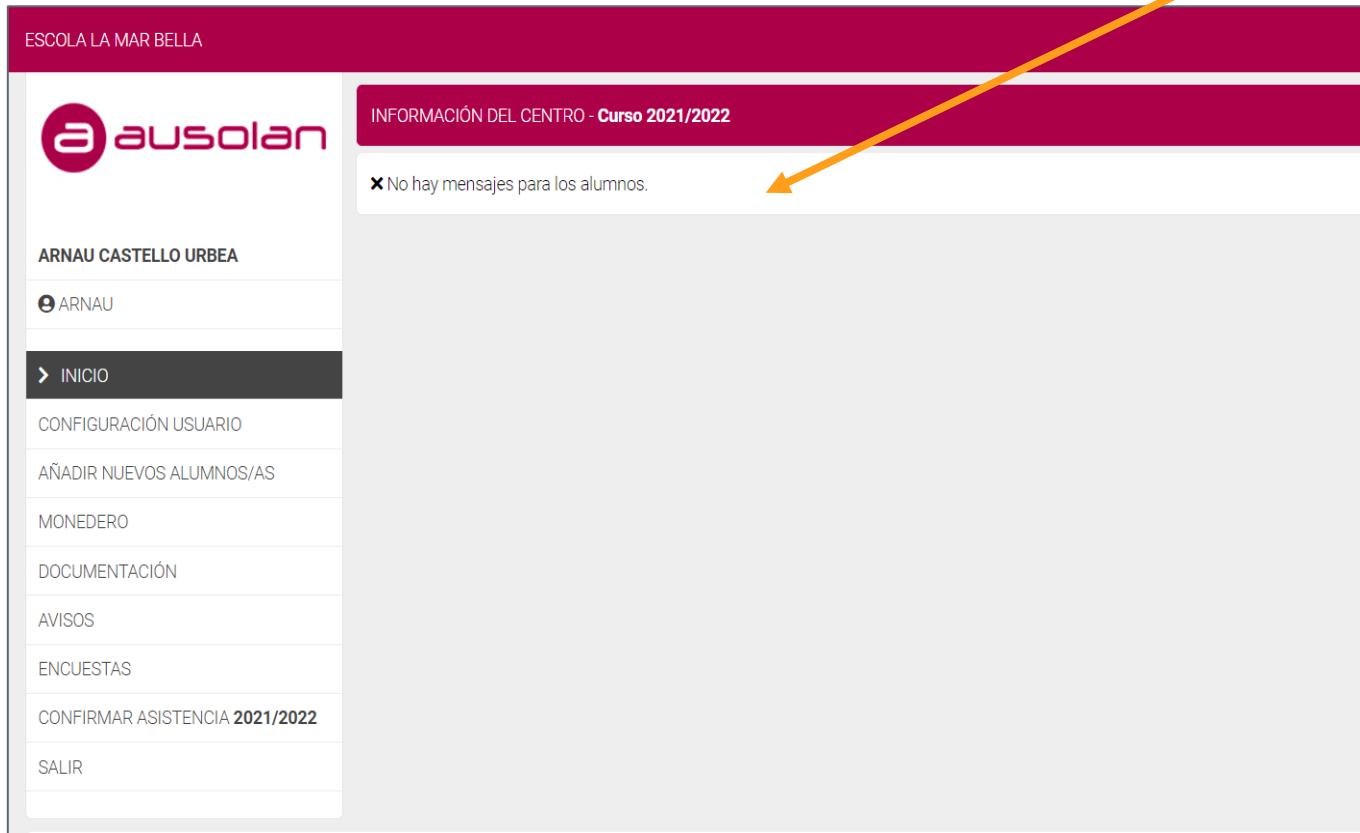 ESCOLA LA MAR BELLA
ausolan
INFORMACIÓN DEL CENTRO - Curso 2021/2022
No hay mensajes para los alumnos.
ARNAU CASTELLO URBEA
ARNAU
INICIO
CONFIGURACIÓN USUARIO
AÑADIR NUEVOS ALUMNOS/AS
MONEDERO
DOCUMENTACIÓN
AVISOS
ENCUESTAS
CONFIRMAR ASISTENCIA 2021/2022
SALIR